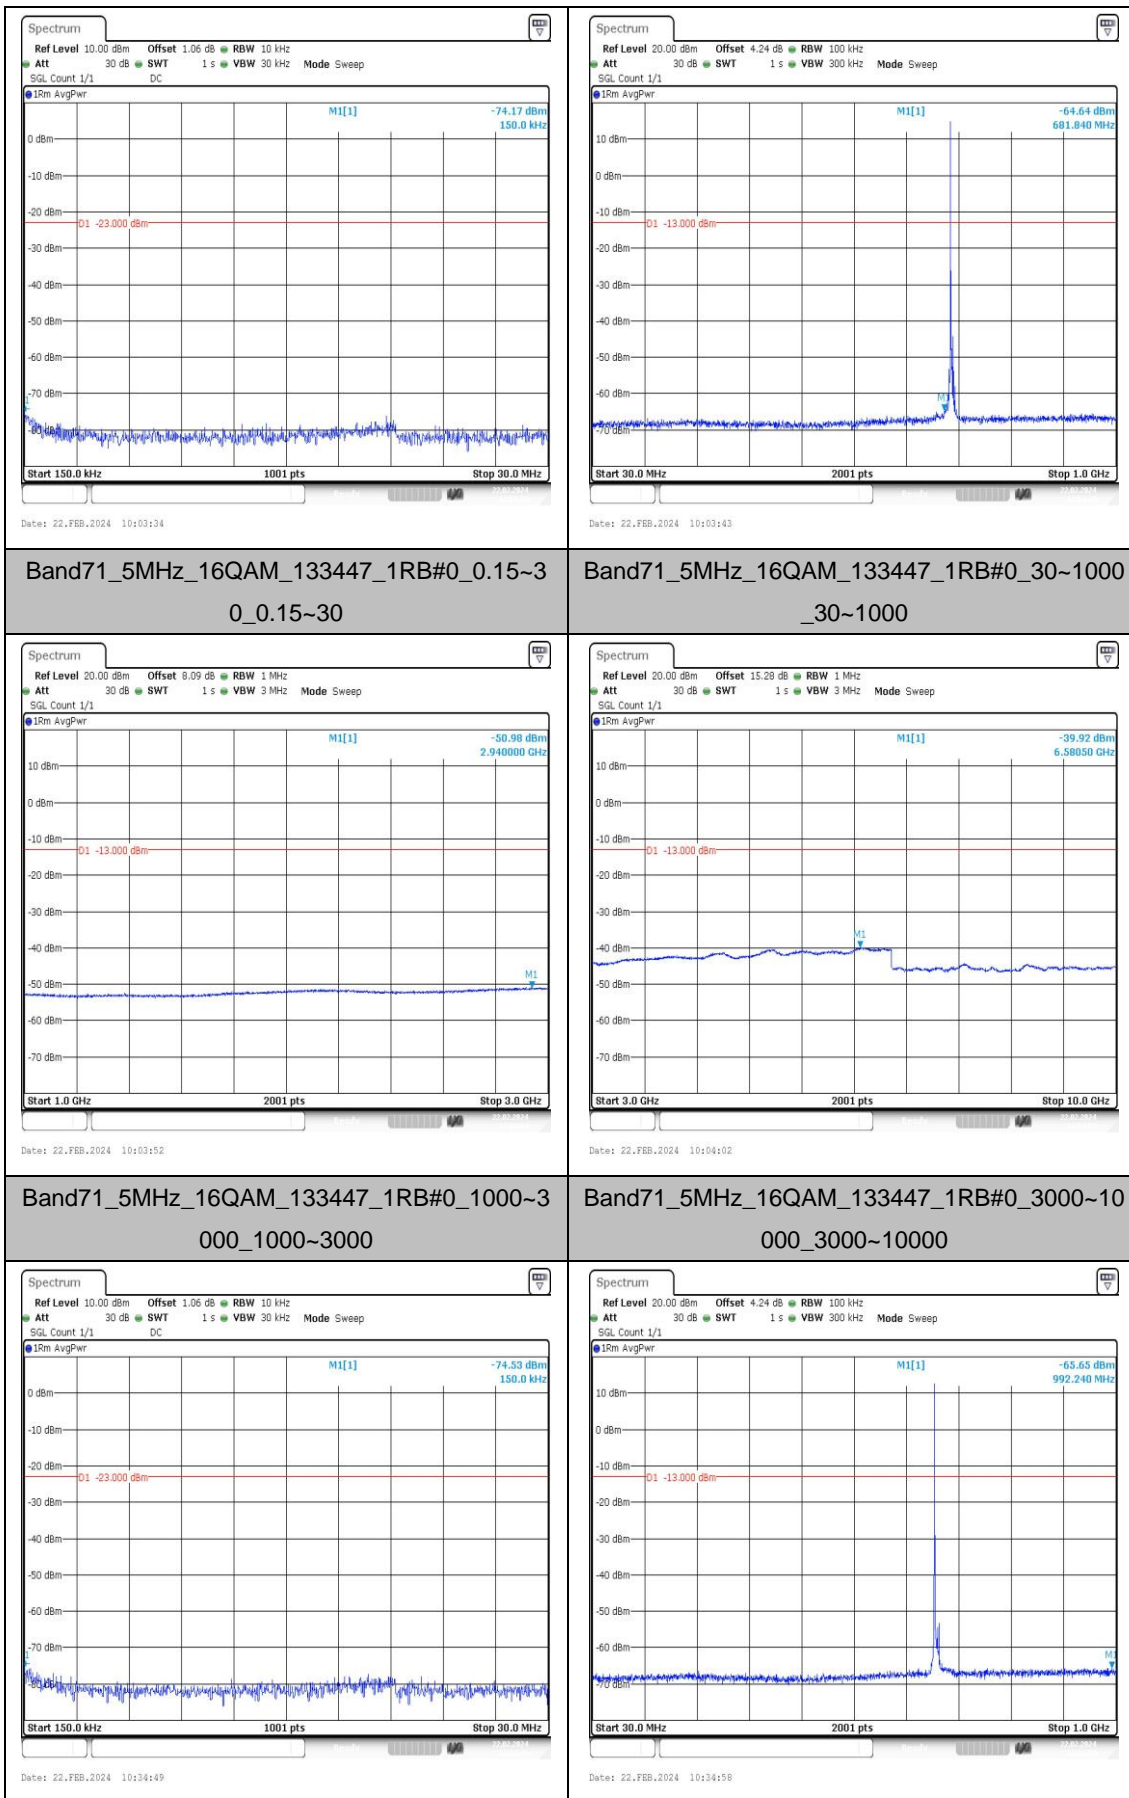 Spectrum
Ref Level 10.00 dBm Offset 1.06 dB RBW 10 kHz
Att 30 dB SWT 1 s VBW 30 kHz Mode Sweep
SGL Count 1/1 DC
1Rm AvgPwr
M1[1] -74.17 dBm
150.0 kHz
0 dBm
-10 dBm
-20 dBm
D1 -23.000 dBm
-30 dBm
-40 dBm
-50 dBm
-60 dBm
-70 dBm
-80 dBm
Start 150.0 kHz 1001 pts Stop 30.0 MHz
Date: 22.FEB.2024 10:03:34
Spectrum
Ref Level 20.00 dBm Offset 4.24 dB RBW 100 kHz
Att 30 dB SWT 1 s VBW 300 kHz Mode Sweep
SGL Count 1/1
1Rm AvgPwr
M1[1] -64.64 dBm
681.840 MHz
10 dBm
0 dBm
-10 dBm
D1 -13.000 dBm
-20 dBm
-30 dBm
-40 dBm
-50 dBm
-60 dBm
M1
-70 dBm
Start 30.0 MHz 2001 pts Stop 1.0 GHz
Date: 22.FEB.2024 10:03:43
Band71_5MHz_16QAM_133447_1RB#0_0.15~3
0_0.15~30
Band71_5MHz_16QAM_133447_1RB#0_30~1000
_30~1000
Spectrum
Ref Level 20.00 dBm Offset 8.09 dB RBW 1 MHz
Att 30 dB SWT 1 s VBW 3 MHz Mode Sweep
SGL Count 1/1
1Rm AvgPwr
M1[1] -50.98 dBm
2.940000 GHz
10 dBm
0 dBm
-10 dBm
D1 -13.000 dBm
-20 dBm
-30 dBm
-40 dBm
M1
-50 dBm
-60 dBm
-70 dBm
Start 1.0 GHz 2001 pts Stop 3.0 GHz
Date: 22.FEB.2024 10:03:52
Spectrum
Ref Level 20.00 dBm Offset 15.28 dB RBW 1 MHz
Att 30 dB SWT 1 s VBW 3 MHz Mode Sweep
SGL Count 1/1
1Rm AvgPwr
M1[1] -39.92 dBm
6.58050 GHz
10 dBm
0 dBm
-10 dBm
D1 -13.000 dBm
-20 dBm
-30 dBm
M1
-40 dBm
-50 dBm
-60 dBm
-70 dBm
Start 3.0 GHz 2001 pts Stop 10.0 GHz
Date: 22.FEB.2024 10:04:02
Band71_5MHz_16QAM_133447_1RB#0_1000~3
000_1000~3000
Band71_5MHz_16QAM_133447_1RB#0_3000~10
000_3000~10000
Spectrum
Ref Level 10.00 dBm Offset 1.06 dB RBW 10 kHz
Att 30 dB SWT 1 s VBW 30 kHz Mode Sweep
SGL Count 1/1 DC
1Rm AvgPwr
M1[1] -74.53 dBm
150.0 kHz
0 dBm
-10 dBm
-20 dBm
D1 -23.000 dBm
-30 dBm
-40 dBm
-50 dBm
-60 dBm
-70 dBm
-80 dBm
Start 150.0 kHz 1001 pts Stop 30.0 MHz
Date: 22.FEB.2024 10:34:49
Spectrum
Ref Level 20.00 dBm Offset 4.24 dB RBW 100 kHz
Att 30 dB SWT 1 s VBW 300 kHz Mode Sweep
SGL Count 1/1
1Rm AvgPwr
M1[1] -65.65 dBm
992.240 MHz
10 dBm
0 dBm
-10 dBm
D1 -13.000 dBm
-20 dBm
-30 dBm
-40 dBm
-50 dBm
-60 dBm
M1
-70 dBm
Start 30.0 MHz 2001 pts Stop 1.0 GHz
Date: 22.FEB.2024 10:34:58